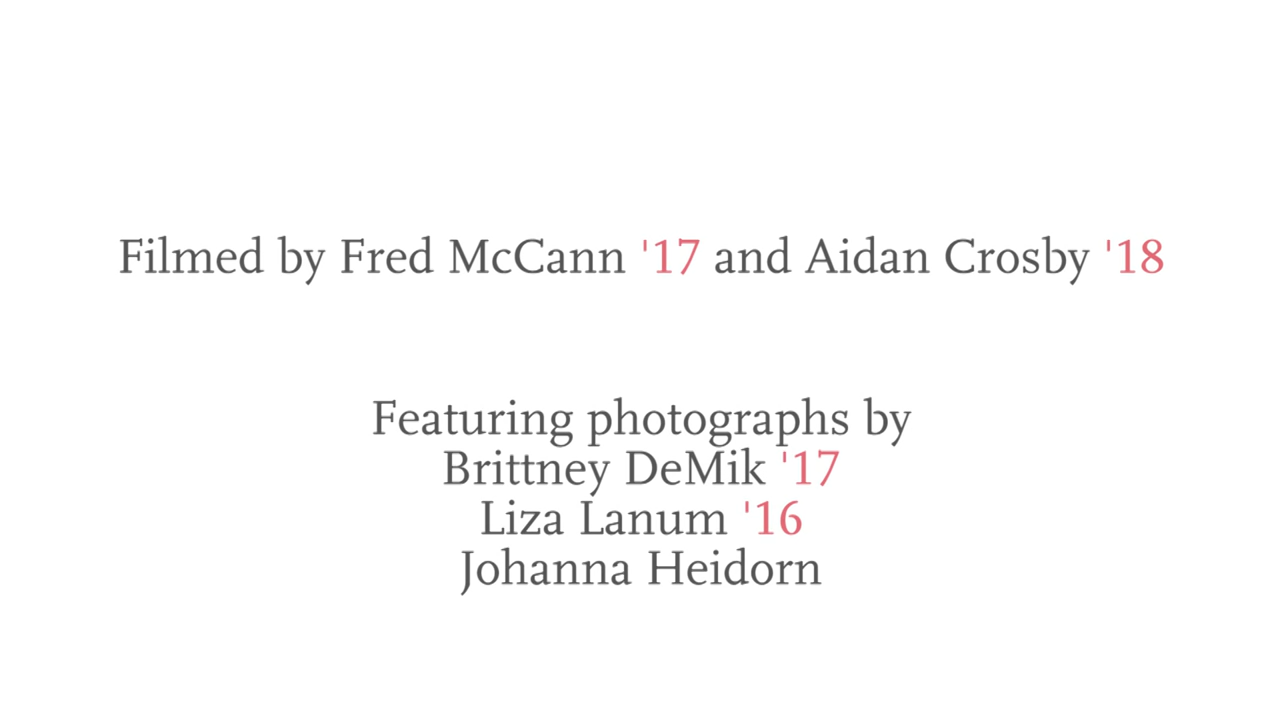 Filmed by Fred McCann '17 and Aidan Crosby '18
Featuring photographs by
Brittney DeMik '17
Liza Lanum '16
Johanna Heidorn